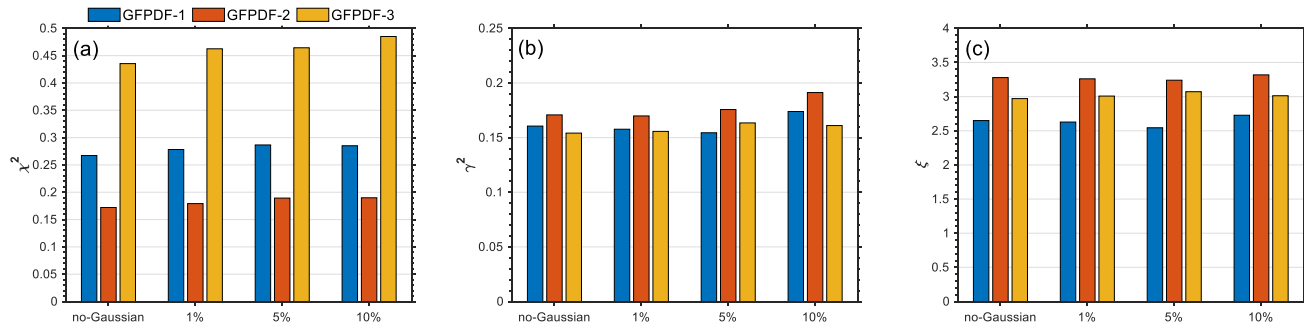 GFPDF-1 GFPDF-2 GFPDF-3
(a)
0.5
0.45
0.4
0.35
0.3
0.25
0.2
0.15
0.1
0.05
0
χ²
no-Gaussian 1% 5% 10%
(b)
0.25
0.2
0.15
0.1
0.05
0
γ²
no-Gaussian 1% 5% 10%
(c)
4
3.5
3
2.5
2
1.5
1
0.5
0
ξ
no-Gaussian 1% 5% 10%